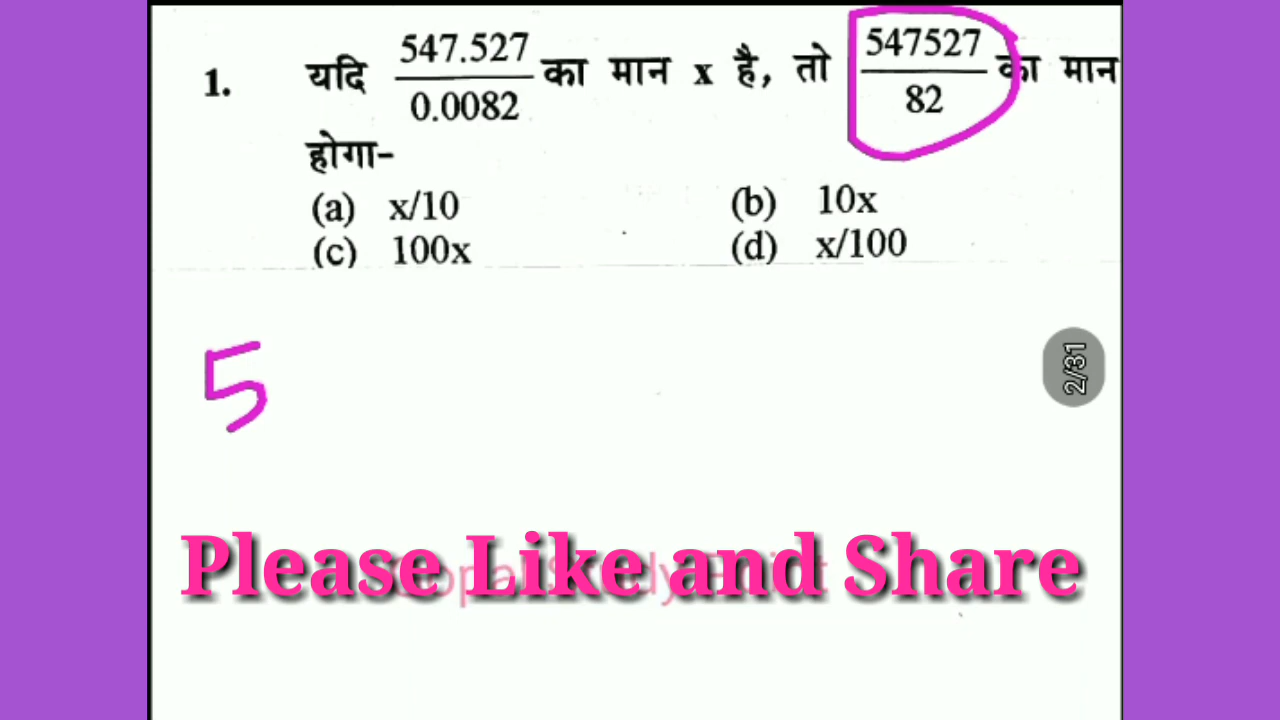 1. यदि 547.527/0.0082 का मान x है, तो 547527/82 का मान
होगा-
(a) x/10 (b) 10x
(c) 100x (d) x/100
5
2/31
Please Like and Share